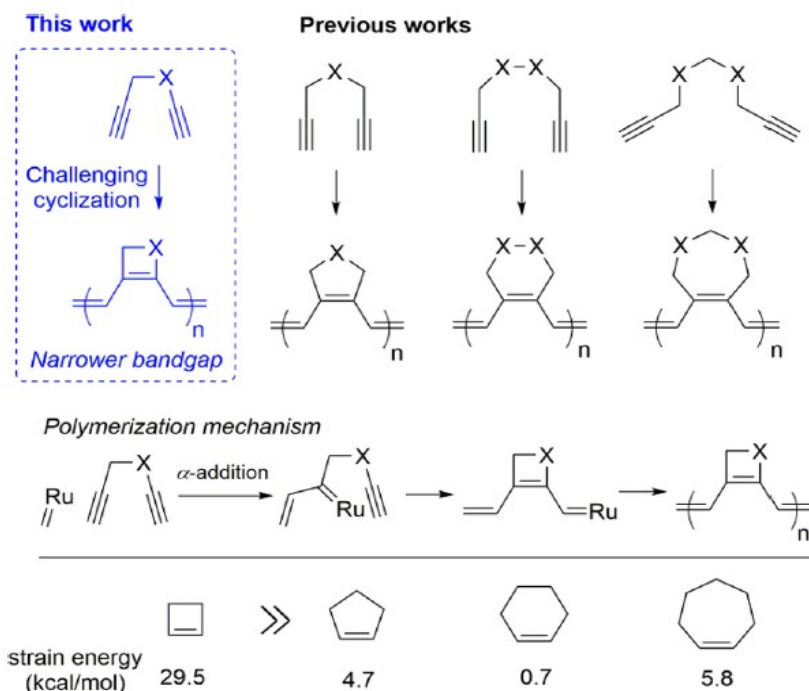 This work
Previous works
X
X
X-X
X X
Challenging
cyclization
X
X
X-X
X X
n
n
n
n
Narrower bandgap
Polymerization mechanism
Ru
X
α-addition
X
Ru
X
Ru
X
n
>>
strain energy
(kcal/mol)
29.5
4.7
0.7
5.8